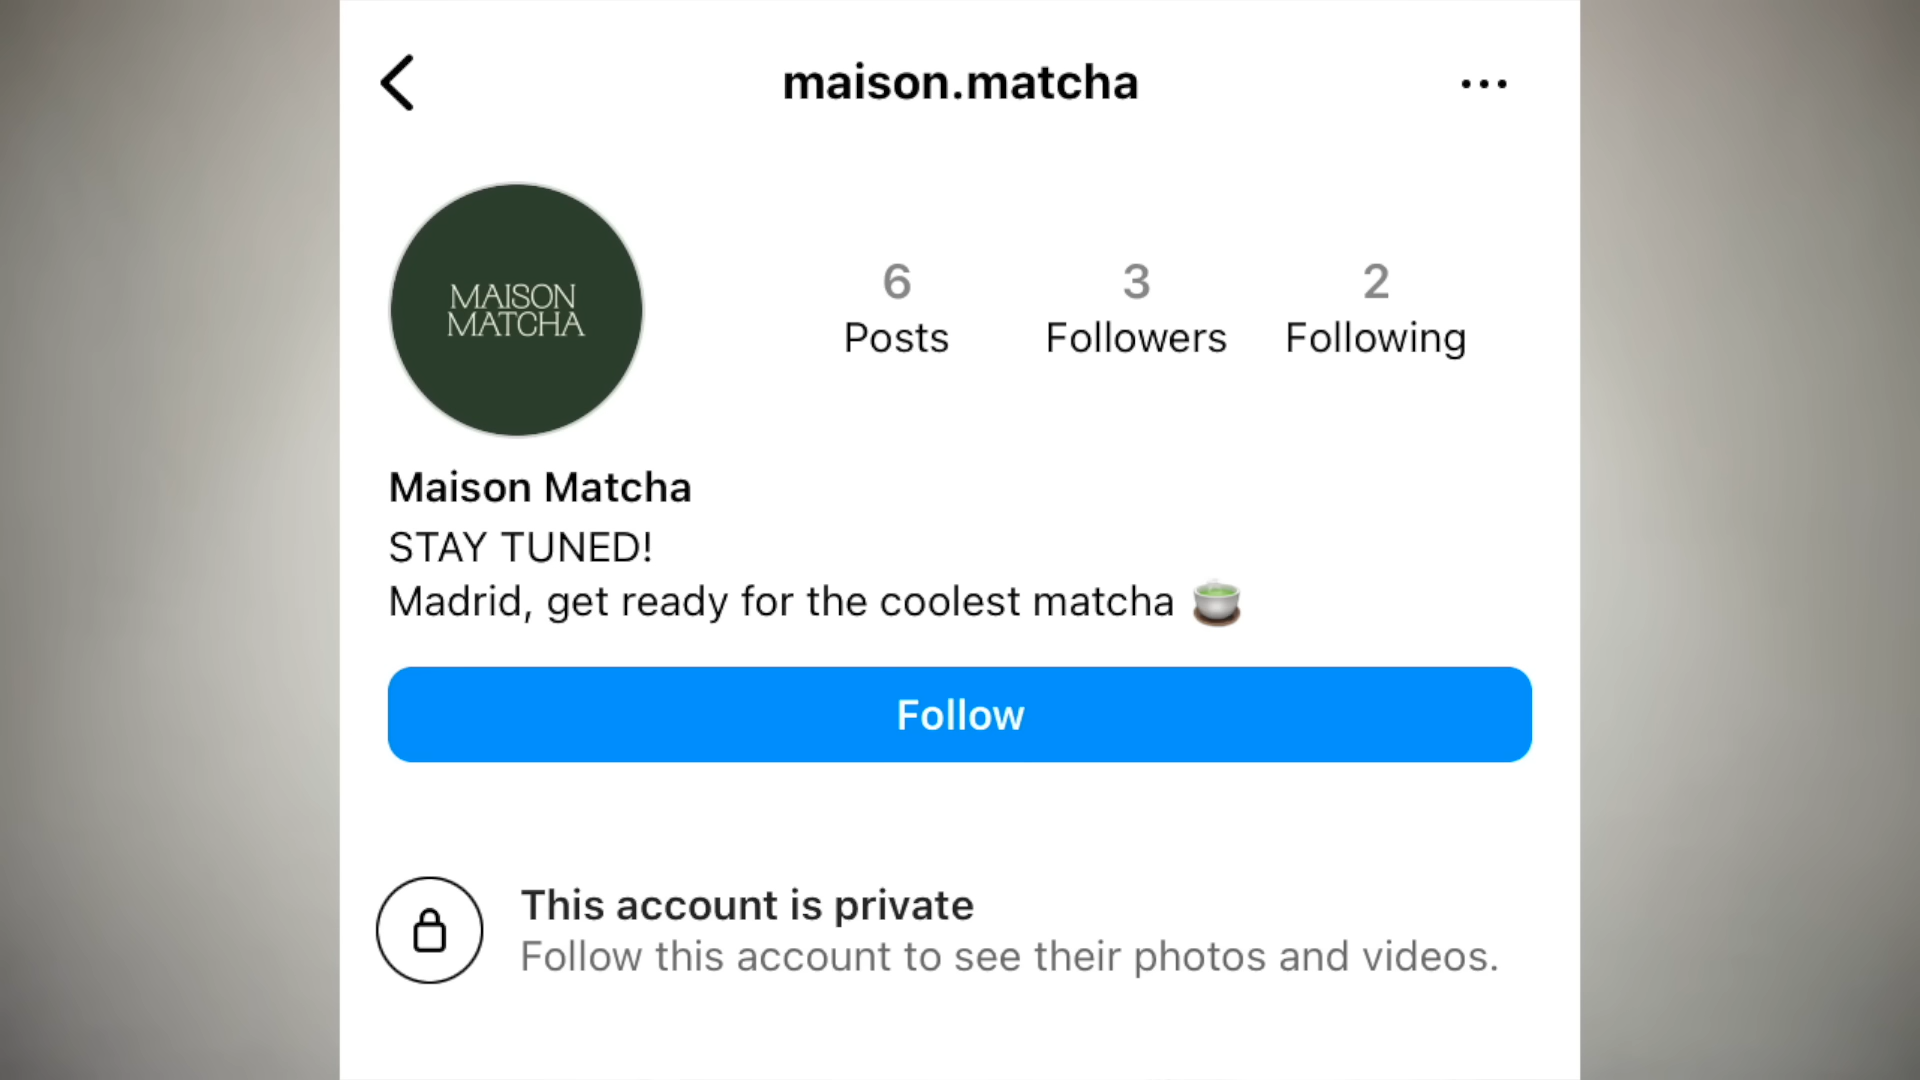 maison.matcha
MAISON
MATCHA
6
Posts
3
Followers
2
Following
Maison Matcha
STAY TUNED!
Madrid, get ready for the coolest matcha 🍵
Follow
This account is private
Follow this account to see their photos and videos.